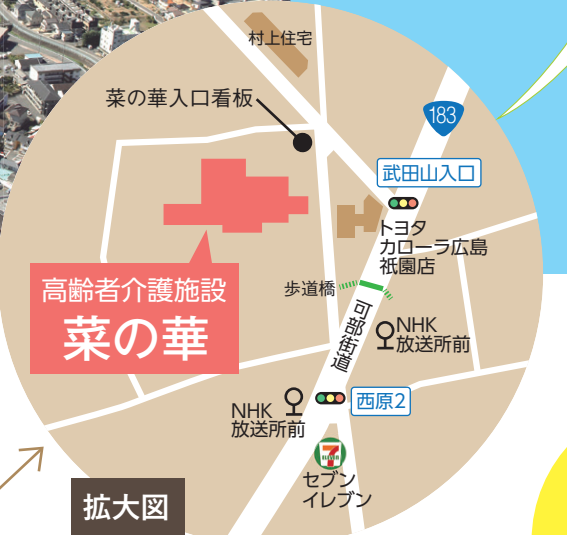 村上住宅
菜の華入口看板
183
武田山入口
トヨタ
カローラ広島
祇園店
高齢者介護施設
菜の華
歩道橋
可部街道
NHK
放送所前
西原2
NHK
放送所前
7
ELEVEN
セブン
イレブン
拡大図